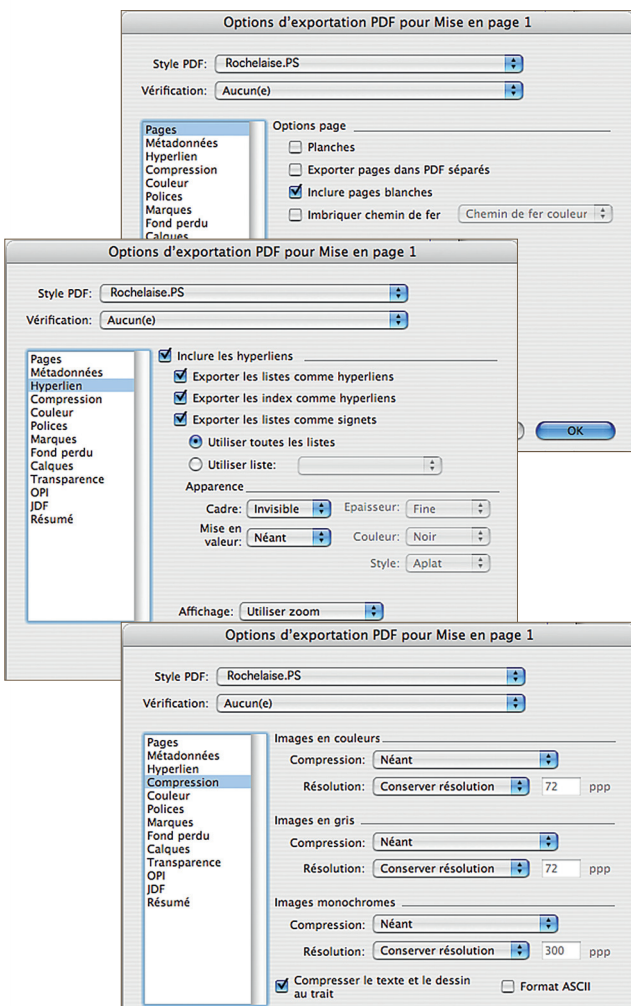 Options d'exportation PDF pour Mise en page 1
Style PDF: Rochelaise.PS
Vérification: Aucun(e)
Pages
Métadonnées
Hyperlien
Compression
Couleur
Polices
Marques
Fond perdu
Calques
Options page
Planches
Exporter pages dans PDF séparés
Inclure pages blanches
Imbriquer chemin de fer Chemin de fer couleur
OK
Options d'exportation PDF pour Mise en page 1
Style PDF: Rochelaise.PS
Vérification: Aucun(e)
Pages
Métadonnées
Hyperlien
Compression
Couleur
Polices
Marques
Fond perdu
Calques
Transparence
OPI
JDF
Résumé
Inclure les hyperliens
Exporter les listes comme hyperliens
Exporter les index comme hyperliens
Exporter les listes comme signets
Utiliser toutes les listes
Utiliser liste:
Apparence
Cadre: Invisible Epaisseur: Fine
Mise en
valeur: Néant Couleur: Noir
Style: Aplat
Affichage: Utiliser zoom
Options d'exportation PDF pour Mise en page 1
Style PDF: Rochelaise.PS
Vérification: Aucun(e)
Pages
Métadonnées
Hyperlien
Compression
Couleur
Polices
Marques
Fond perdu
Calques
Transparence
OPI
JDF
Résumé
Images en couleurs
Compression: Néant
Résolution: Conserver résolution 72 ppp
Images en gris
Compression: Néant
Résolution: Conserver résolution 72 ppp
Images monochromes
Compression: Néant
Résolution: Conserver résolution 300 ppp
Compresser le texte et le dessin
au trait
Format ASCII